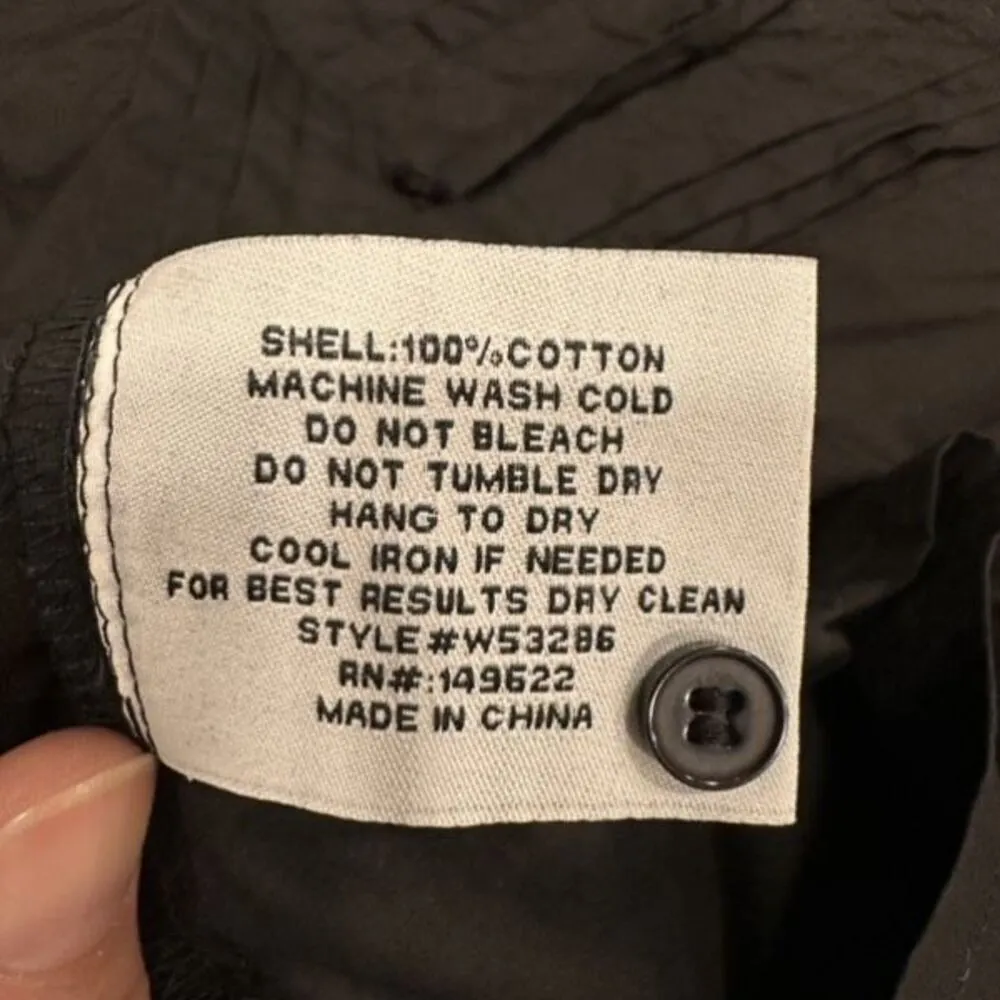 SHELL:100%COTTON
MACHINE WASH COLD
DO NOT BLEACH
DO NOT TUMBLE DRY
HANG TO DRY
COOL IRON IF NEEDED
FOR BEST RESULTS DRY CLEAN
STYLE#W53286
RN#:149622
MADE IN CHINA